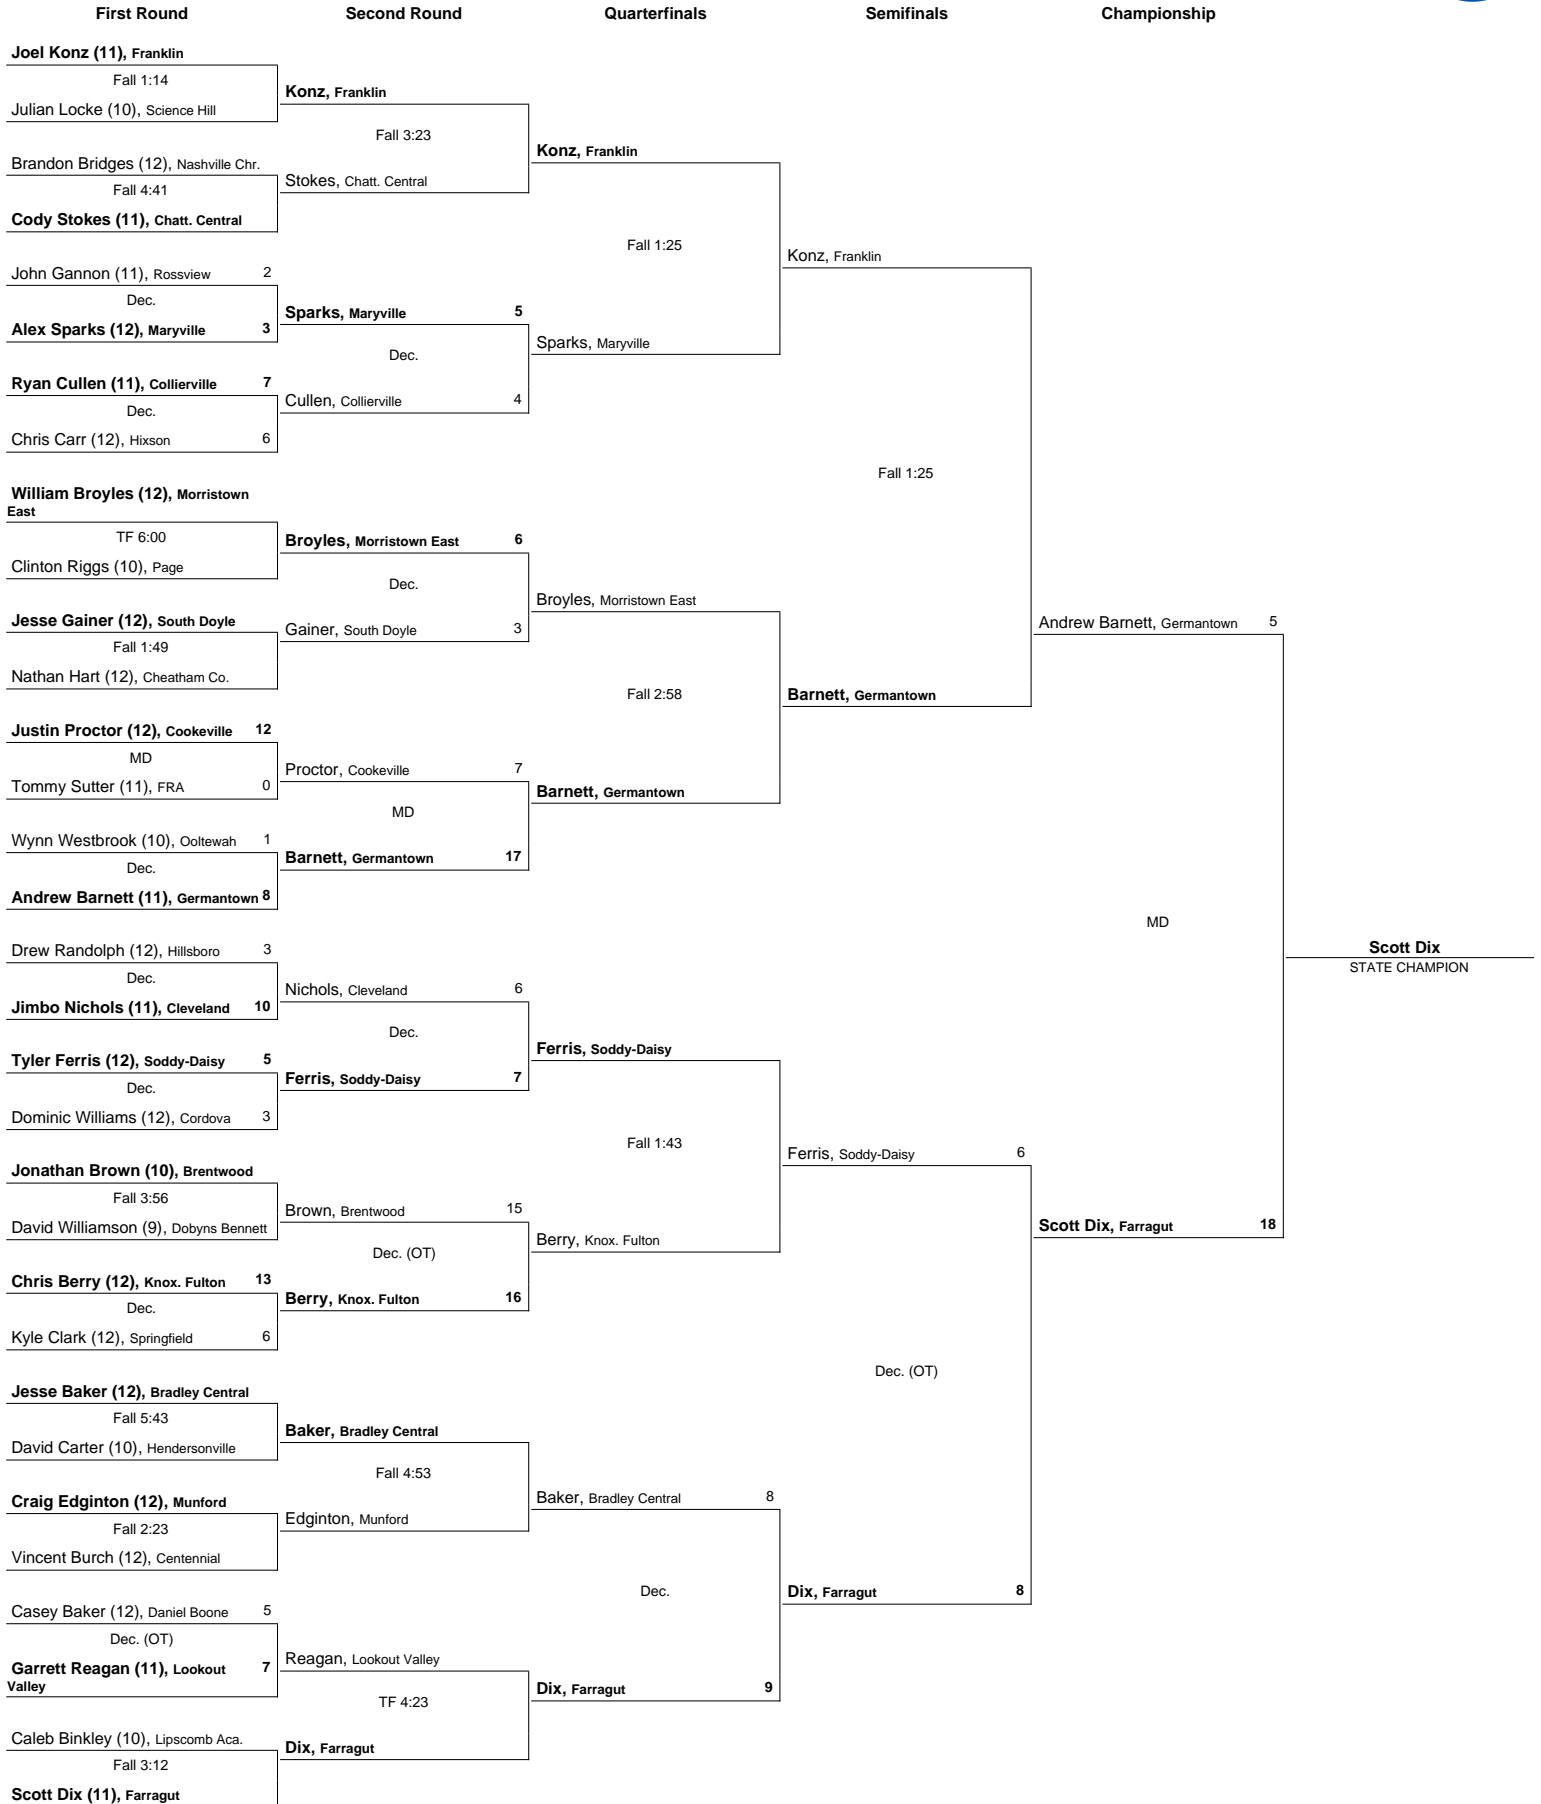 First Round
Second Round
Quarterfinals
Semifinals
Championship
Joel Konz (11), Franklin
Fall 1:14
Julian Locke (10), Science Hill
Brandon Bridges (12), Nashville Chr.
Fall 4:41
Cody Stokes (11), Chatt. Central
John Gannon (11), Rossview 2
Dec.
Alex Sparks (12), Maryville 3
Ryan Cullen (11), Collierville 7
Dec.
Chris Carr (12), Hixson 6
William Broyles (12), Morristown
East
TF 6:00
Clinton Riggs (10), Page
Jesse Gainer (12), South Doyle
Fall 1:49
Nathan Hart (12), Cheatham Co.
Justin Proctor (12), Cookeville 12
MD
Tommy Sutter (11), FRA 0
Wynn Westbrook (10), Ooltewah 1
Dec.
Andrew Barnett (11), Germantown 8
Drew Randolph (12), Hillsboro 3
Dec.
Jimbo Nichols (11), Cleveland 10
Tyler Ferris (12), Soddy-Daisy 5
Dec.
Dominic Williams (12), Cordova 3
Jonathan Brown (10), Brentwood
Fall 3:56
David Williamson (9), Dobyns Bennett
Chris Berry (12), Knox. Fulton 13
Dec.
Kyle Clark (12), Springfield 6
Jesse Baker (12), Bradley Central
Fall 5:43
David Carter (10), Hendersonville
Craig Edginton (12), Munford
Fall 2:23
Vincent Burch (12), Centennial
Casey Baker (12), Daniel Boone 5
Dec. (OT)
Garrett Reagan (11), Lookout 7
Valley
Caleb Binkley (10), Lipscomb Aca.
Fall 3:12
Scott Dix (11), Farragut
Konz, Franklin
Fall 3:23
Stokes, Chatt. Central
Sparks, Maryville 5
Dec.
Cullen, Collierville 4
Broyles, Morristown East 6
Dec.
Gainer, South Doyle 3
Proctor, Cookeville 7
MD
Barnett, Germantown 17
Nichols, Cleveland 6
Dec.
Ferris, Soddy-Daisy 7
Brown, Brentwood 15
Dec. (OT)
Berry, Knox. Fulton 16
Baker, Bradley Central
Fall 4:53
Edginton, Munford
Reagan, Lookout Valley
TF 4:23
Dix, Farragut
Konz, Franklin
Fall 1:25
Sparks, Maryville
Broyles, Morristown East
Fall 2:58
Barnett, Germantown
Ferris, Soddy-Daisy
Fall 1:43
Berry, Knox. Fulton
Baker, Bradley Central 8
Dec.
Dix, Farragut 9
Konz, Franklin
Fall 1:25
Barnett, Germantown
Ferris, Soddy-Daisy 6
Dec. (OT)
Dix, Farragut 8
Andrew Barnett, Germantown 5
MD
Scott Dix, Farragut 18
Scott Dix
STATE CHAMPION